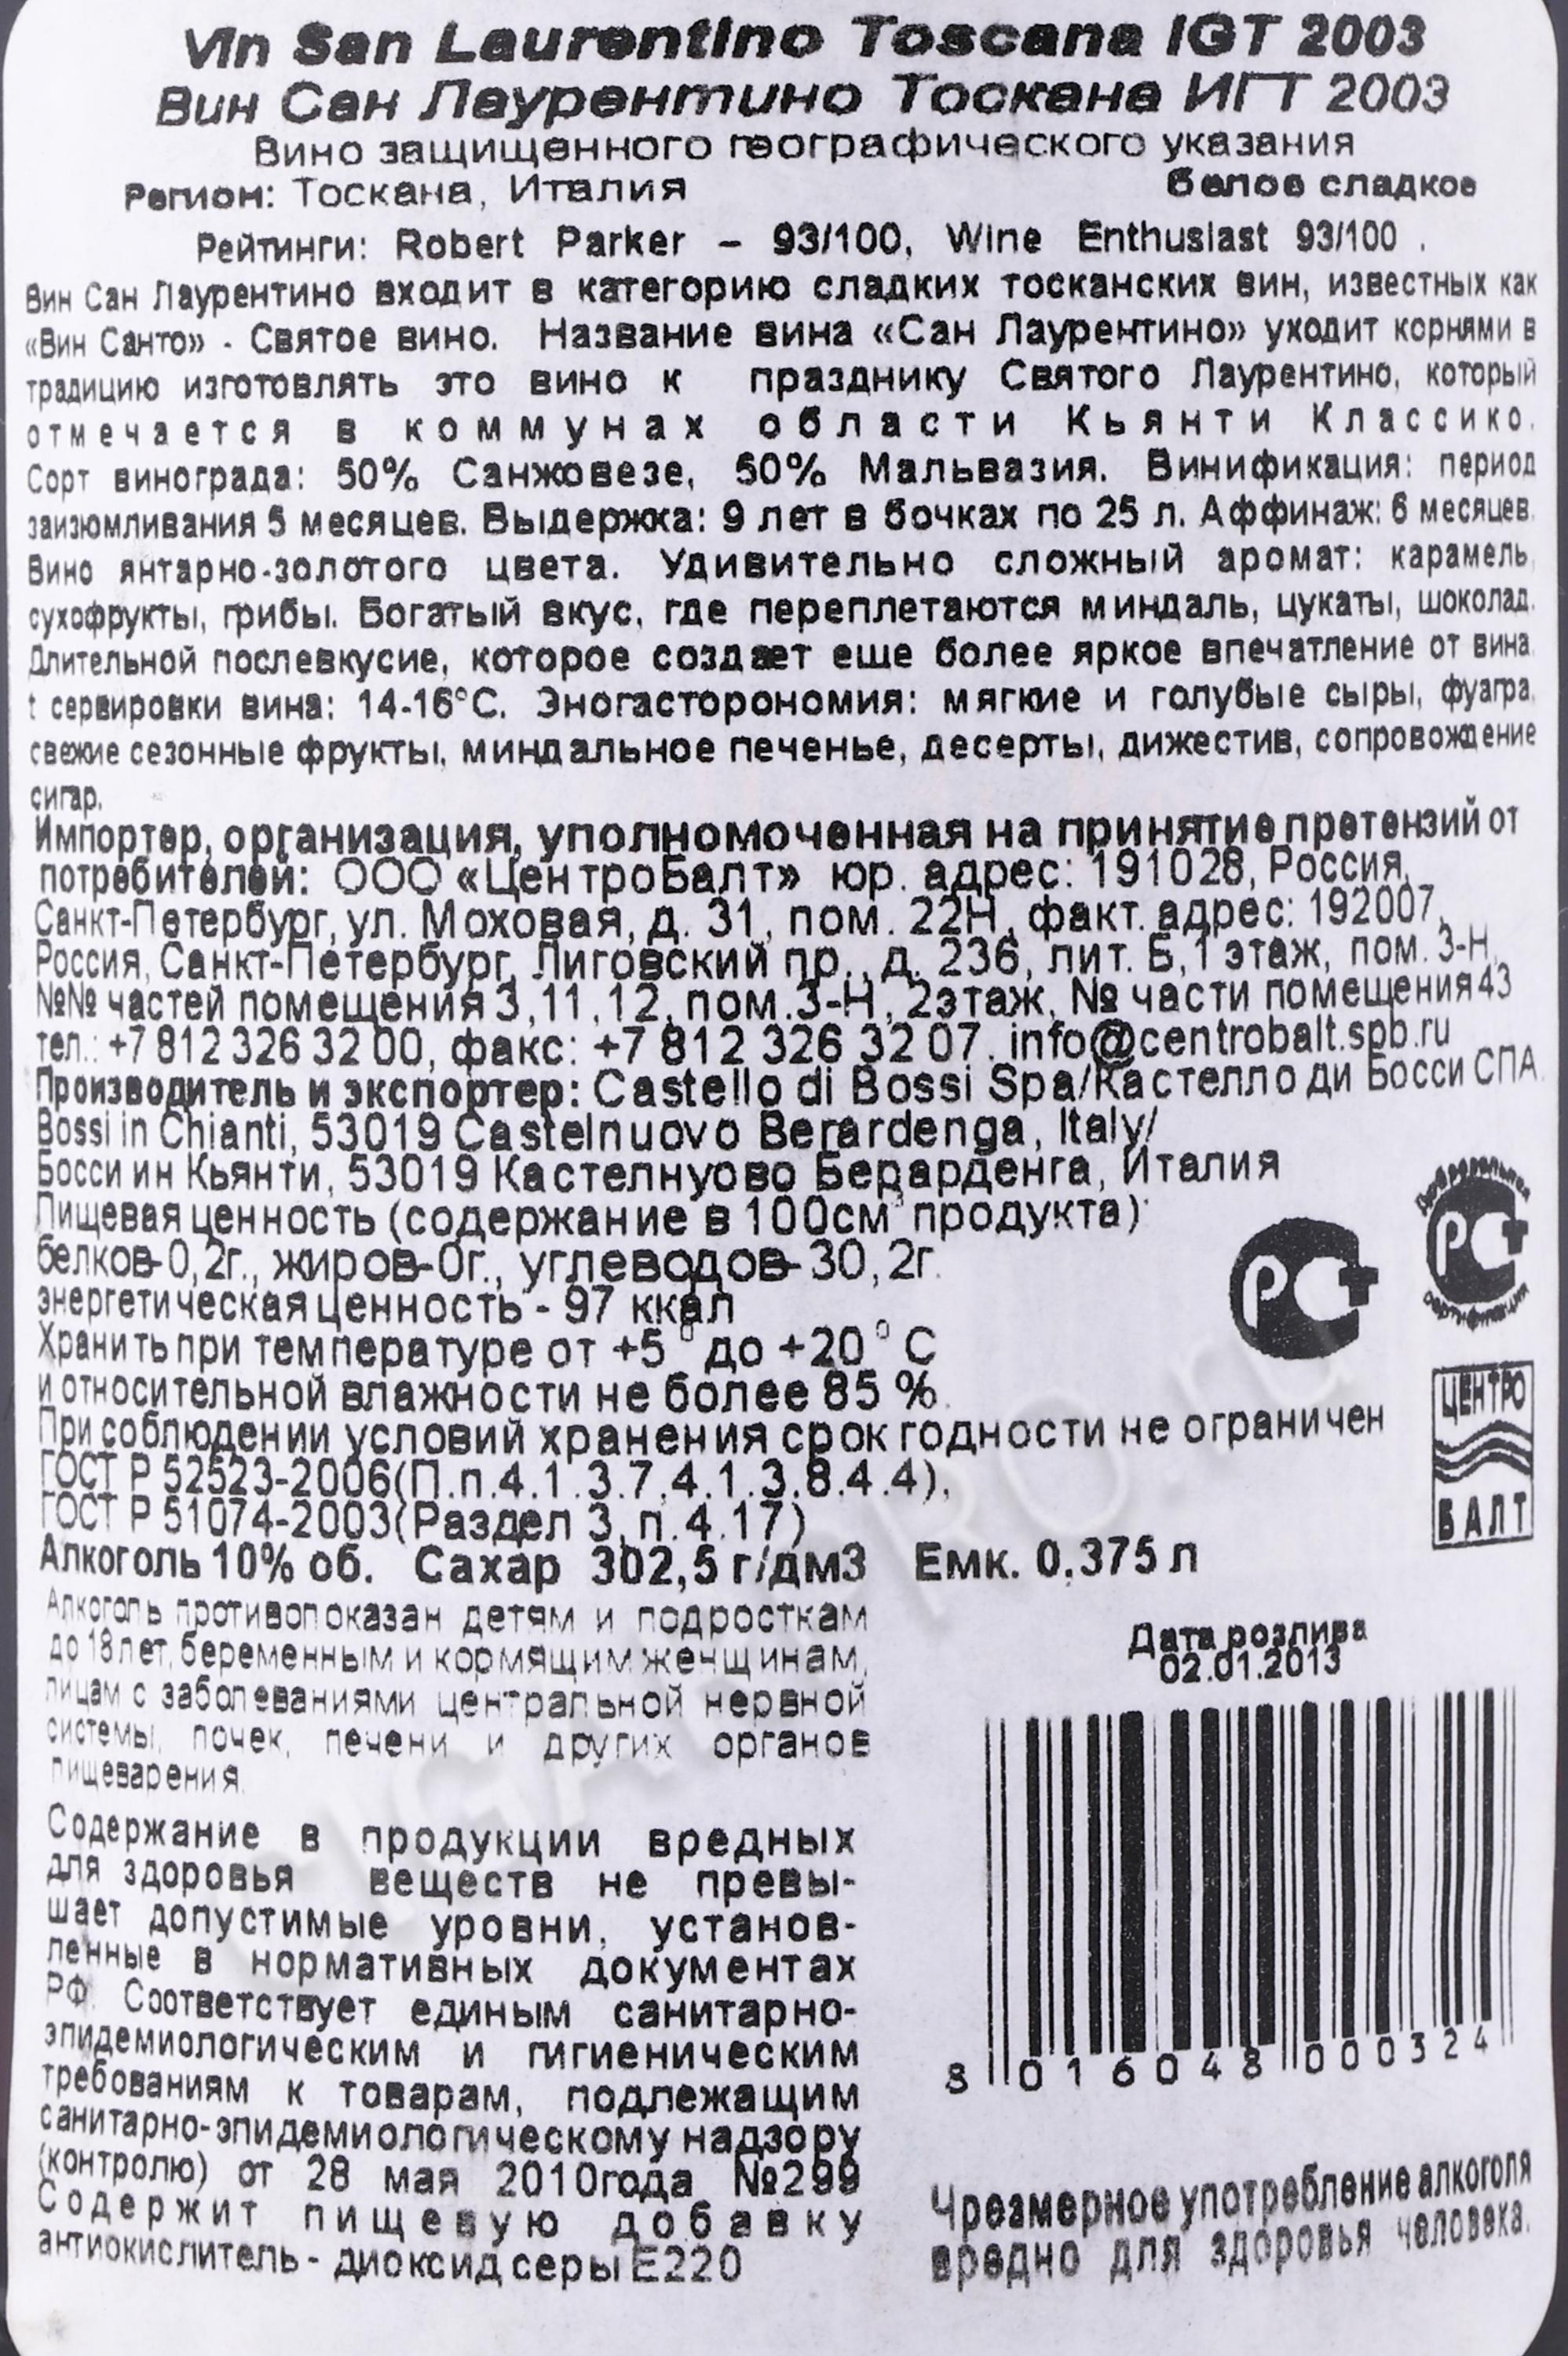 Vin San Laurentino Toscana IGT 2003
Вин Сан Лаурентино Тоскана ИГТ 2003
Вино защищенного географического указания
Регион: Тоскана, Италия белое сладкое
Рейтинги: Robert Parker – 93/100, Wine Enthusiast 93/100 .
Вин Сан Лаурентино входит в категорию сладких тосканских вин, известных как
«Вин Санто» - Святое вино. Название вина «Сан Лаурентино» уходит корнями в
традицию изготовлять это вино к празднику Святого Лаурентино, который
отмечается в коммунах области Кьянти Классико.
Сорт винограда: 50% Санжовезе, 50% Мальвазия. Винификация: период
заизюмливания 5 месяцев. Выдержка: 9 лет в бочках по 25 л. Аффинаж: 6 месяцев.
Вино янтарно-золотого цвета. Удивительно сложный аромат: карамель,
сухофрукты, грибы. Богатый вкус, где переплетаются миндаль, цукаты, шоколад.
Длительной послевкусие, которое создает еще более яркое впечатление от вина.
t сервировки вина: 14-16°С. Эногасторономия: мягкие и голубые сыры, фуагра,
свежие сезонные фрукты, миндальное печенье, десерты, дижестив, сопровождение
сигар.
Импортер, организация, уполномоченная на принятие претензий от
потребителей: ООО «ЦентроБалт» юр. адрес: 191028, Россия,
Санкт-Петербург, ул. Моховая, д. 31, пом. 22Н, факт. адрес: 192007,
Россия, Санкт-Петербург, Лиговский пр., д. 236, лит. Б,1 этаж, пом. 3-Н,
№№ частей помещения 3,11,12, пом.3-Н, 2этаж, № части помещения 43
тел.: +7 812 326 32 00, факс: +7 812 326 32 07. info@centrobalt.spb.ru
Производитель и экспортер: Castello di Bossi Spa/Кастелло ди Босси СПА
Bossi in Chianti, 53019 Castelnuovo Berardenga, Italy/
Босси ин Кьянти, 53019 Кастелнуово Берарденга, Италия
Пищевая ценность (содержание в 100см³ продукта):
белков-0,2г., жиров-0г., углеводов-30,2г.
энергетическая ценность - 97 ккал
Хранить при температуре от +5° до +20° С
и относительной влажности не более 85 %.
При соблюдении условий хранения срок годности не ограничен
ГОСТ Р 52523-2006(П.п.4.1.3.7,4.1.3.8.4.4),
ГОСТ Р 51074-2003(Раздел 3, п.4.17)
Алкоголь 10% об. Сахар 302,5 г/дм3 Емк. 0,375 л
Добровольная
РСт
сертификация
РСт
ЦЕНТРО
БАЛТ
Алкоголь противопоказан детям и подросткам
до 18 лет, беременным и кормящим женщинам,
лицам с заболеваниями центральной нервной
системы, почек, печени и других органов
пищеварения.
Дата розлива
02.01.2013
Содержание в продукции вредных
для здоровья веществ не превы-
шает допустимые уровни, установ-
ленные в нормативных документах
РФ. Соответствует единым санитарно-
эпидемиологическим и гигиеническим
требованиям к товарам, подлежащим
санитарно-эпидемиологическому надзору
(контролю) от 28 мая 2010года №299
Содержит пищевую добавку
антиокислитель - диоксид серы Е220
8 016048 000324
Чрезмерное употребление алкоголя
вредно для здоровья человека.